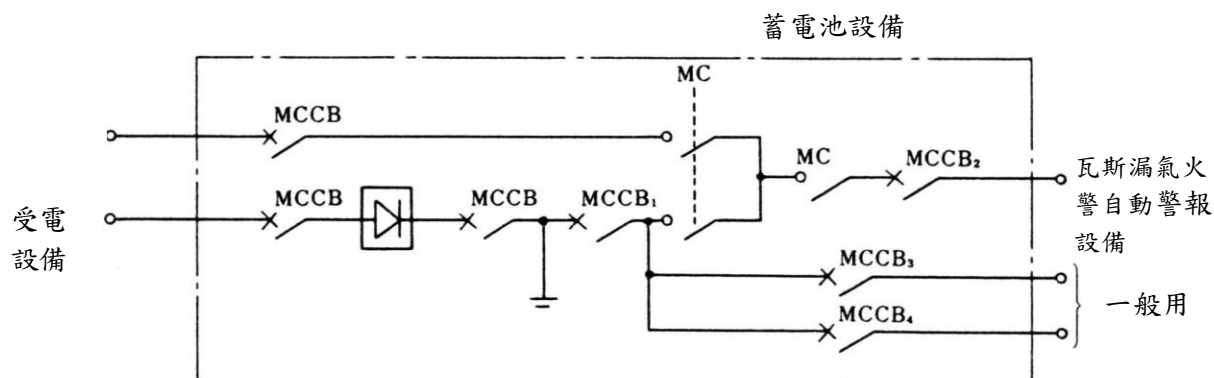 蓄電池設備
MC
MCCB
MC
MCCB₂
瓦斯漏氣火
警自動警報
設備
受電
設備
MCCB
MCCB
MCCB₁
MCCB₃
MCCB₄
一般用